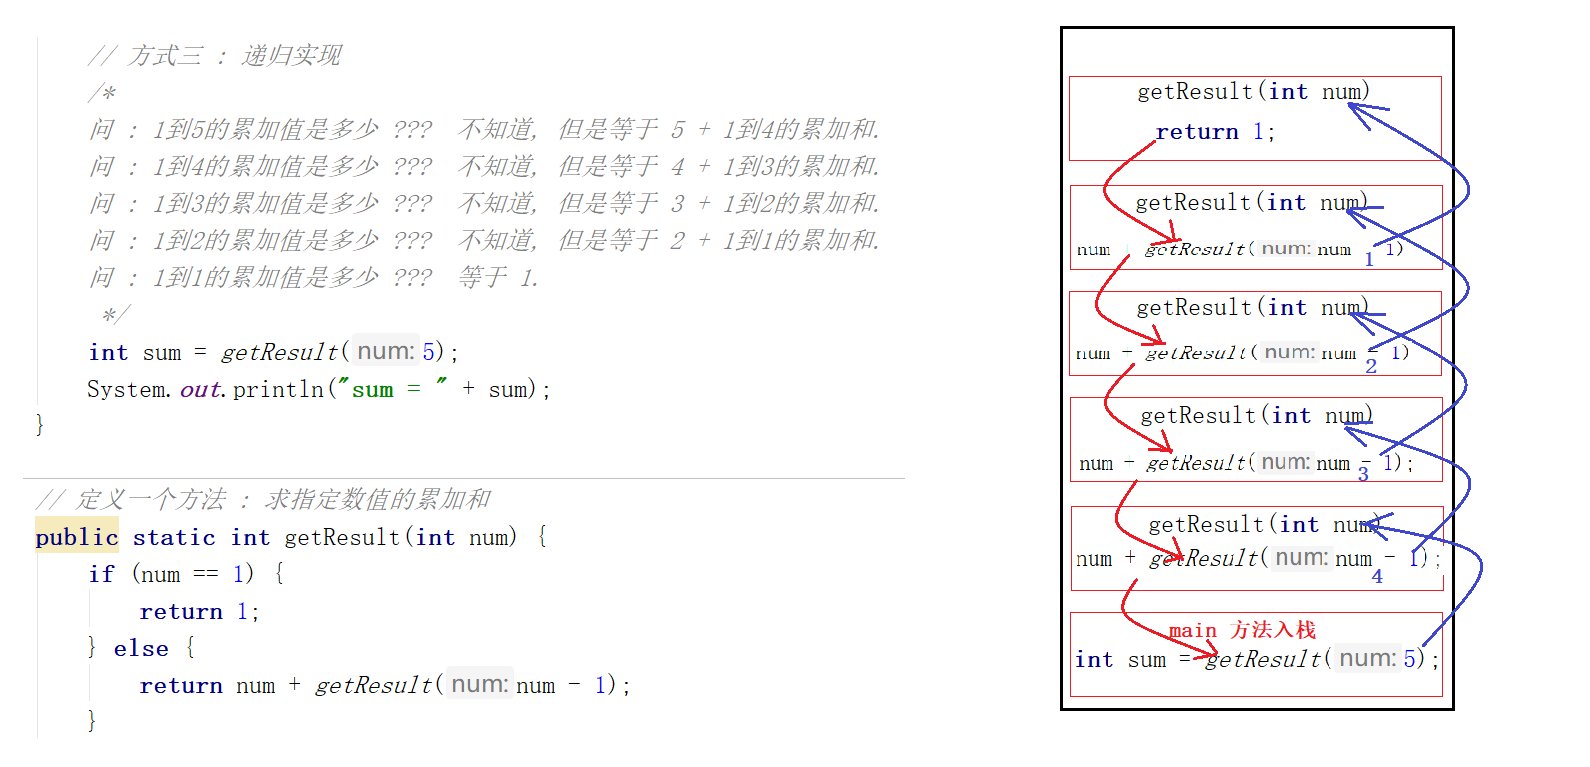 // 方式三 : 递归实现
/*
问 : 1到5的累加值是多少 ???  不知道, 但是等于 5 + 1到4的累加和.
问 : 1到4的累加值是多少 ???  不知道, 但是等于 4 + 1到3的累加和.
问 : 1到3的累加值是多少 ???  不知道, 但是等于 3 + 1到2的累加和.
问 : 1到2的累加值是多少 ???  不知道, 但是等于 2 + 1到1的累加和.
问 : 1到1的累加值是多少 ???  等于 1.
*/
int sum = getResult( num: 5);
System.out.println("sum = " + sum);
}
// 定义一个方法 : 求指定数值的累加和
public static int getResult(int num) {
if (num == 1) {
return 1;
} else {
return num + getResult( num: num - 1);
}
getResult(int num)
return 1;
getResult(int num)
num + getResult( num: num - 1)
1
getResult(int num)
num - getResult( num: num - 1)
2
getResult(int num)
num - getResult( num: num - 1);
3
getResult(int num)
num + getResult( num: num - 1);
4
main 方法入栈
int sum = getResult( num: 5);